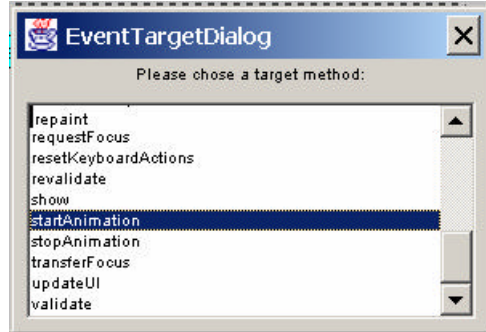 EventTargetDialog
Please chose a target method:
repaint
requestFocus
resetKeyboardActions
revalidate
show
startAnimation
stopAnimation
transferFocus
updateUI
validate